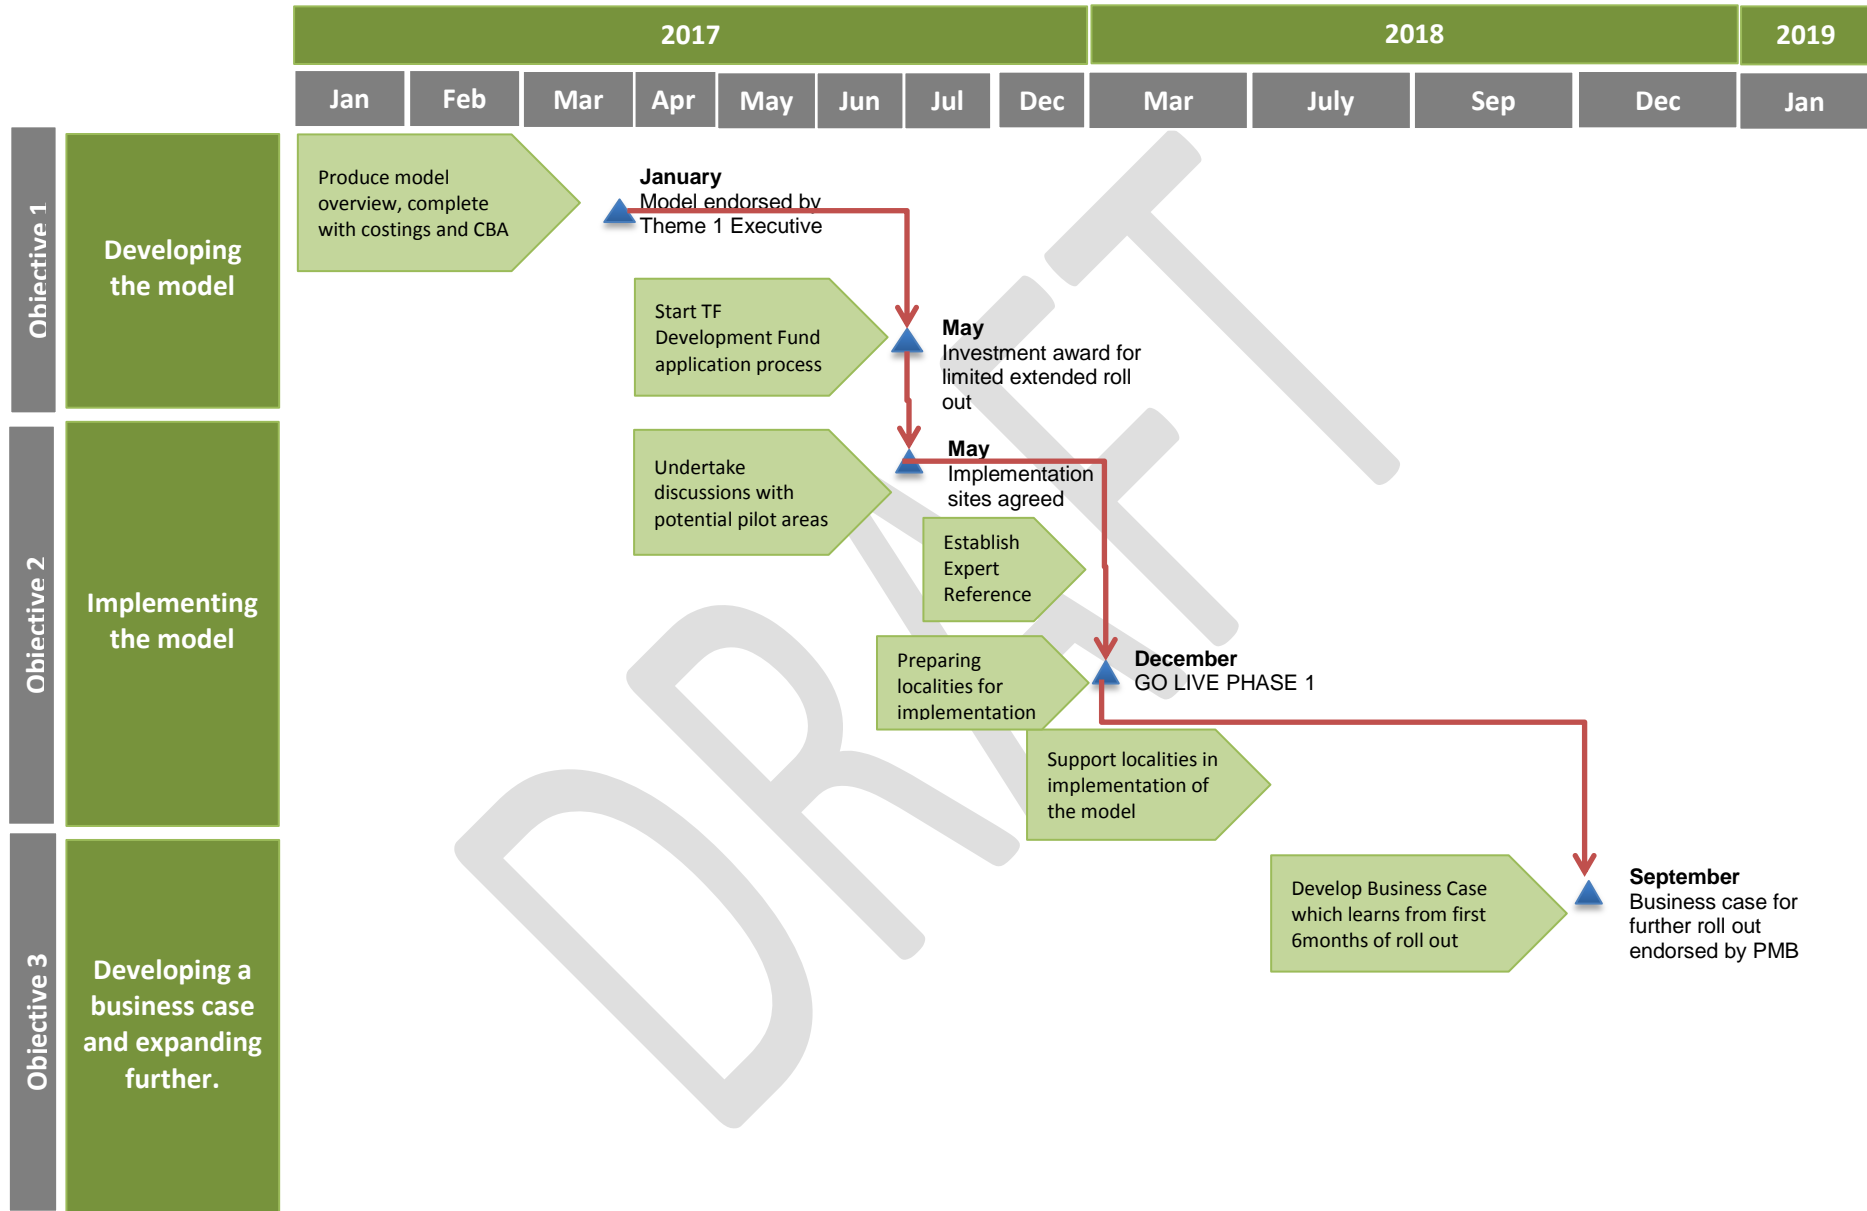 2017
2018
2019
Jan
Feb
Mar
Apr
May
Jun
Jul
Dec
Mar
July
Sep
Dec
Jan
Objective 1
Developing
the model
Produce model
overview, complete
with costings and CBA
January
Model endorsed by
Theme 1 Executive
Start TF
Development Fund
application process
May
Investment award for
limited extended roll
out
Objective 2
Implementing
the model
Undertake
discussions with
potential pilot areas
May
Implementation
sites agreed
Establish
Expert
Reference
Preparing
localities for
implementation
December
GO LIVE PHASE 1
Support localities in
implementation of
the model
Objective 3
Developing a
business case
and expanding
further.
Develop Business Case
which learns from first
6months of roll out
September
Business case for
further roll out
endorsed by PMB
DRAFT